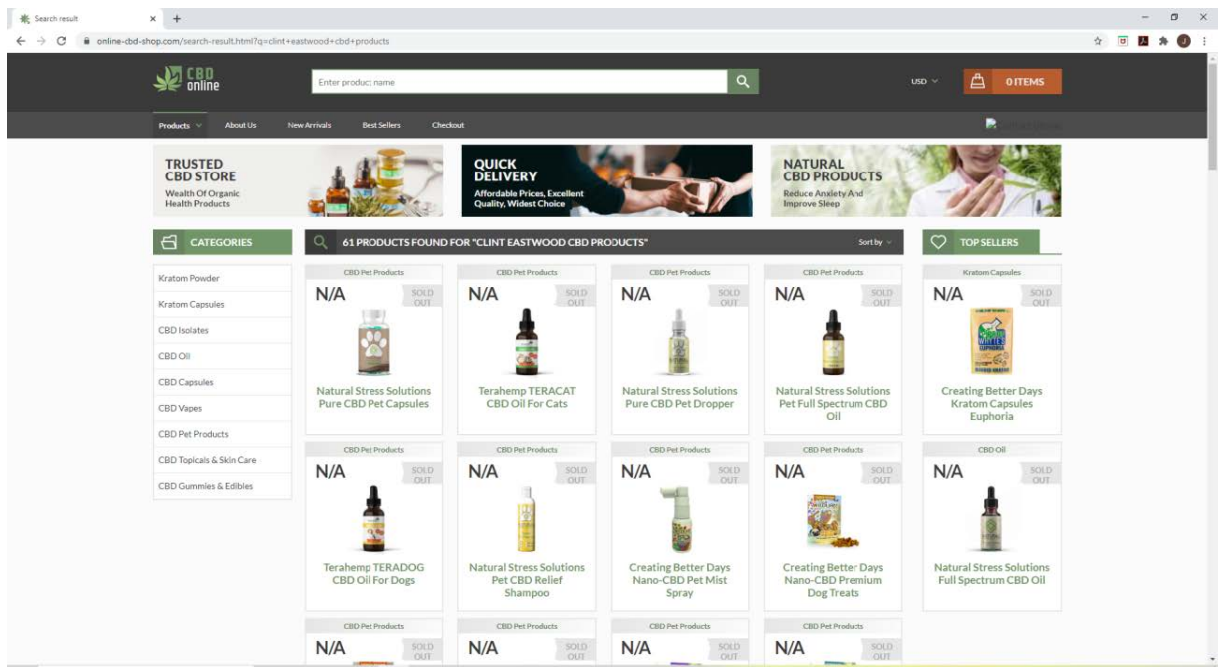 Search result
online-cbd-shop.com/search-result.html?q=clint+eastwood+cbd+products
CBD
online
Enter product name
USD
0 ITEMS
Products
About Us
New Arrivals
Best Sellers
Checkout
TRUSTED
CBD STORE
Wealth Of Organic
Health Products
QUICK
DELIVERY
Affordable Prices, Excellent
Quality, Widest Choice
NATURAL
CBD PRODUCTS
Reduce Anxiety And
Improve Sleep
CATEGORIES
Kratom Powder
Kratom Capsules
CBD Isolates
CBD Oil
CBD Capsules
CBD Vapes
CBD Pet Products
CBD Topicals & Skin Care
CBD Gummies & Edibles
61 PRODUCTS FOUND FOR "CLINT EASTWOOD CBD PRODUCTS"
Sort by
CBD Pet Products
N/A
SOLD
OUT
Natural Stress Solutions
Pure CBD Pet Capsules
CBD Pet Products
N/A
SOLD
OUT
Terahemp TERACAT
CBD Oil For Cats
CBD Pet Products
N/A
SOLD
OUT
Natural Stress Solutions
Pure CBD Pet Dropper
CBD Pet Products
N/A
SOLD
OUT
Natural Stress Solutions
Pet Full Spectrum CBD
Oil
CBD Pet Products
N/A
SOLD
OUT
Terahemp TERADOG
CBD Oil For Dogs
CBD Pet Products
N/A
SOLD
OUT
Natural Stress Solutions
Pet CBD Relief
Shampoo
CBD Pet Products
N/A
SOLD
OUT
Creating Better Days
Nano-CBD Pet Mist
Spray
CBD Pet Products
N/A
SOLD
OUT
Creating Better Days
Nano-CBD Premium
Dog Treats
CBD Pet Products
N/A
SOLD
OUT
CBD Pet Products
N/A
SOLD
OUT
CBD Pet Products
N/A
SOLD
OUT
CBD Pet Products
N/A
SOLD
OUT
TOP SELLERS
Kratom Capsules
N/A
SOLD
OUT
WHYTES
EUPHORIA
Creating Better Days
Kratom Capsules
Euphoria
CBD Oil
N/A
SOLD
OUT
Natural Stress Solutions
Full Spectrum CBD Oil